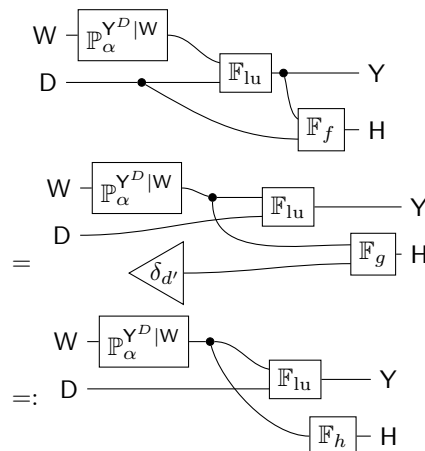 W ℙ_α^{Y^D|W} 𝔽_lu Y
D 𝔽_f H
W ℙ_α^{Y^D|W} 𝔽_lu Y
D
= δ_{d'} 𝔽_g H
W ℙ_α^{Y^D|W} 𝔽_lu Y
=: D
𝔽_h H